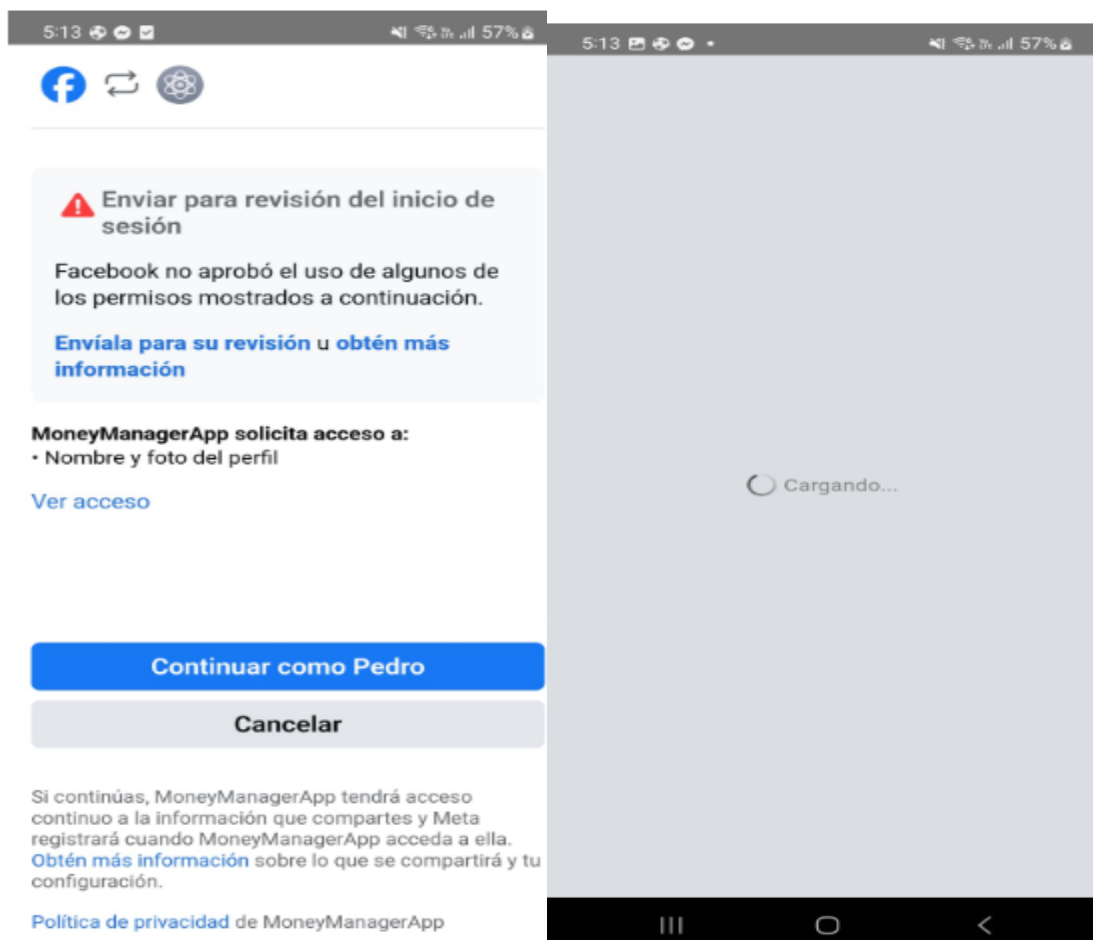 5:13
57%
Enviar para revisión del inicio de
sesión
Facebook no aprobó el uso de algunos de
los permisos mostrados a continuación.
Envíala para su revisión u obtén más
información
MoneyManagerApp solicita acceso a:
• Nombre y foto del perfil
Ver acceso
Continuar como Pedro
Cancelar
Si continúas, MoneyManagerApp tendrá acceso
continuo a la información que compartes y Meta
registrará cuando MoneyManagerApp acceda a ella.
Obtén más información sobre lo que se compartirá y tu
configuración.
Política de privacidad de MoneyManagerApp
5:13
57%
Cargando...